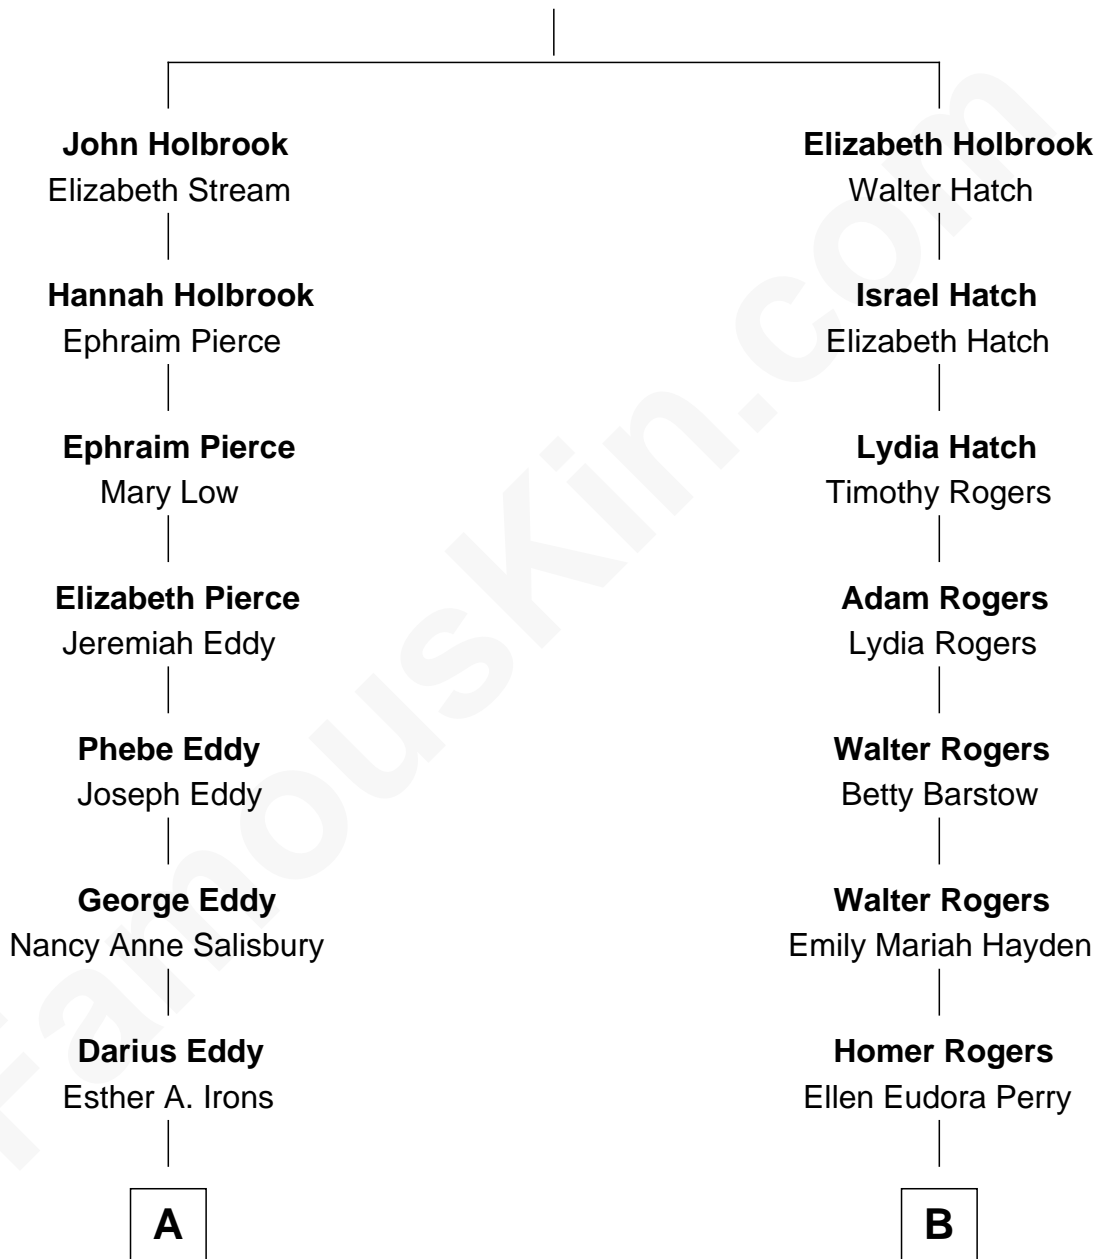 John Holbrook
Elizabeth Stream
Elizabeth Holbrook
Walter Hatch
Hannah Holbrook
Ephraim Pierce
Israel Hatch
Elizabeth Hatch
Ephraim Pierce
Mary Low
Lydia Hatch
Timothy Rogers
Elizabeth Pierce
Jeremiah Eddy
Adam Rogers
Lydia Rogers
Phebe Eddy
Joseph Eddy
Walter Rogers
Betty Barstow
George Eddy
Nancy Anne Salisbury
Walter Rogers
Emily Mariah Hayden
Darius Eddy
Esther A. Irons
Homer Rogers
Ellen Eudora Perry
A
B
FamousKin.com